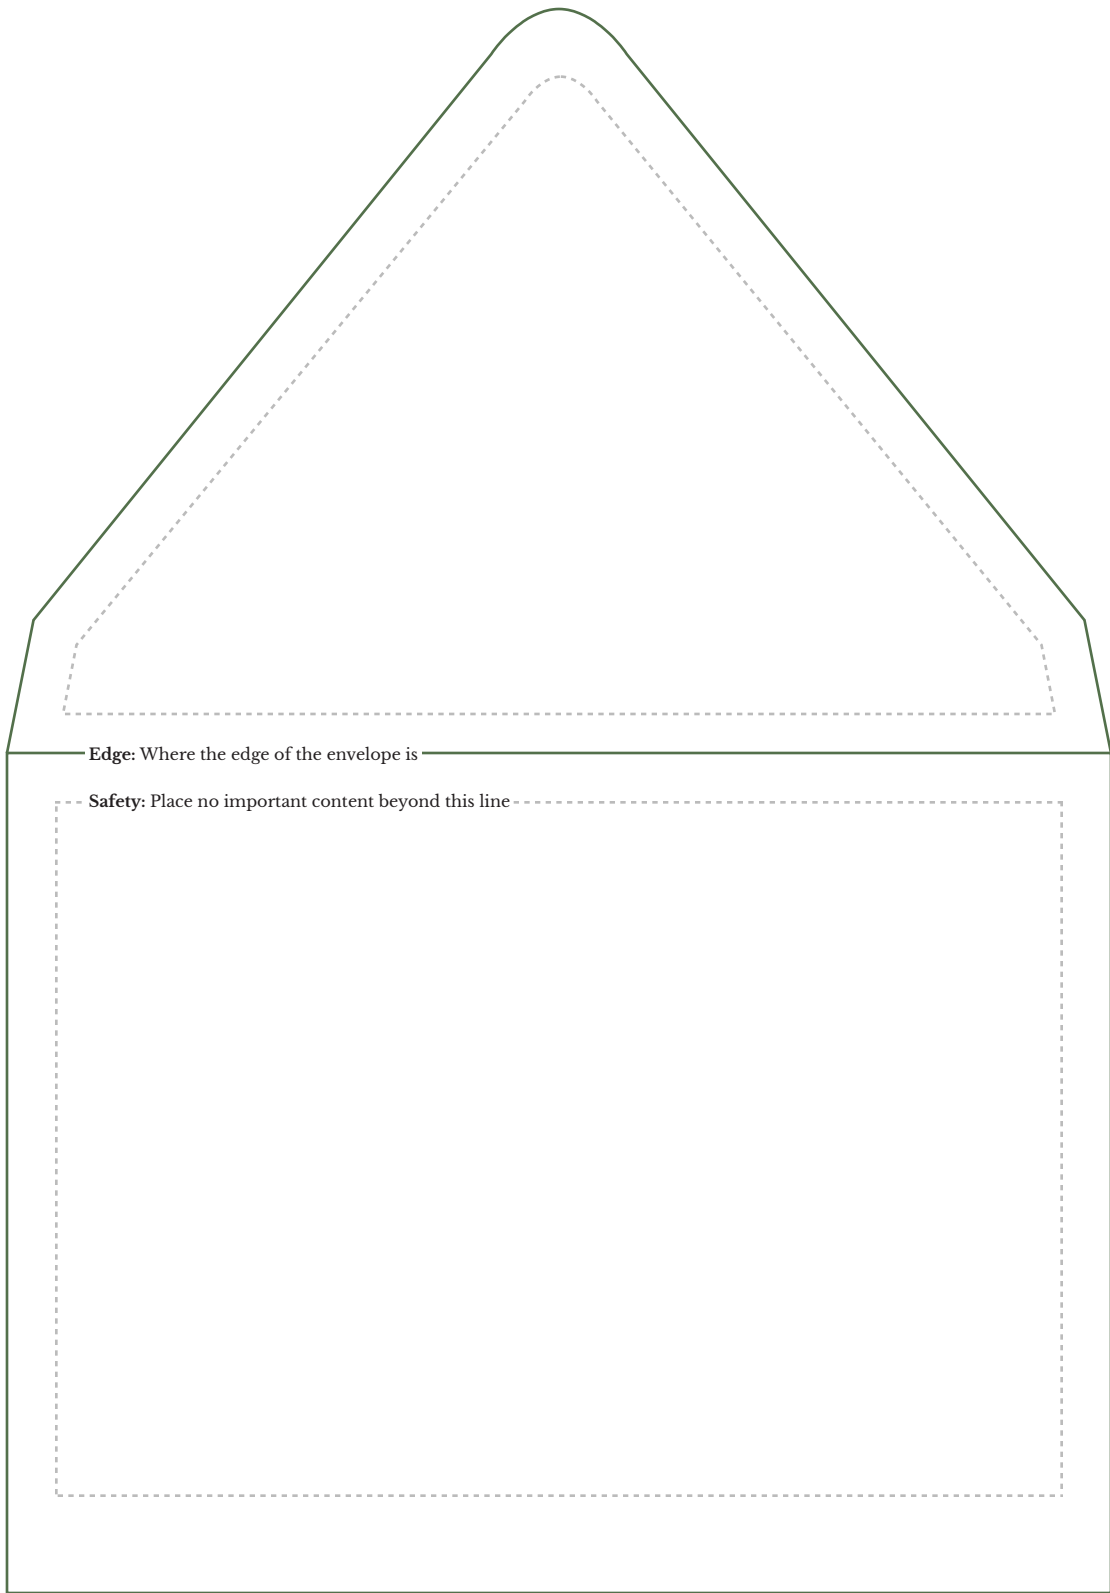 Edge: Where the edge of the envelope is
Safety: Place no important content beyond this line